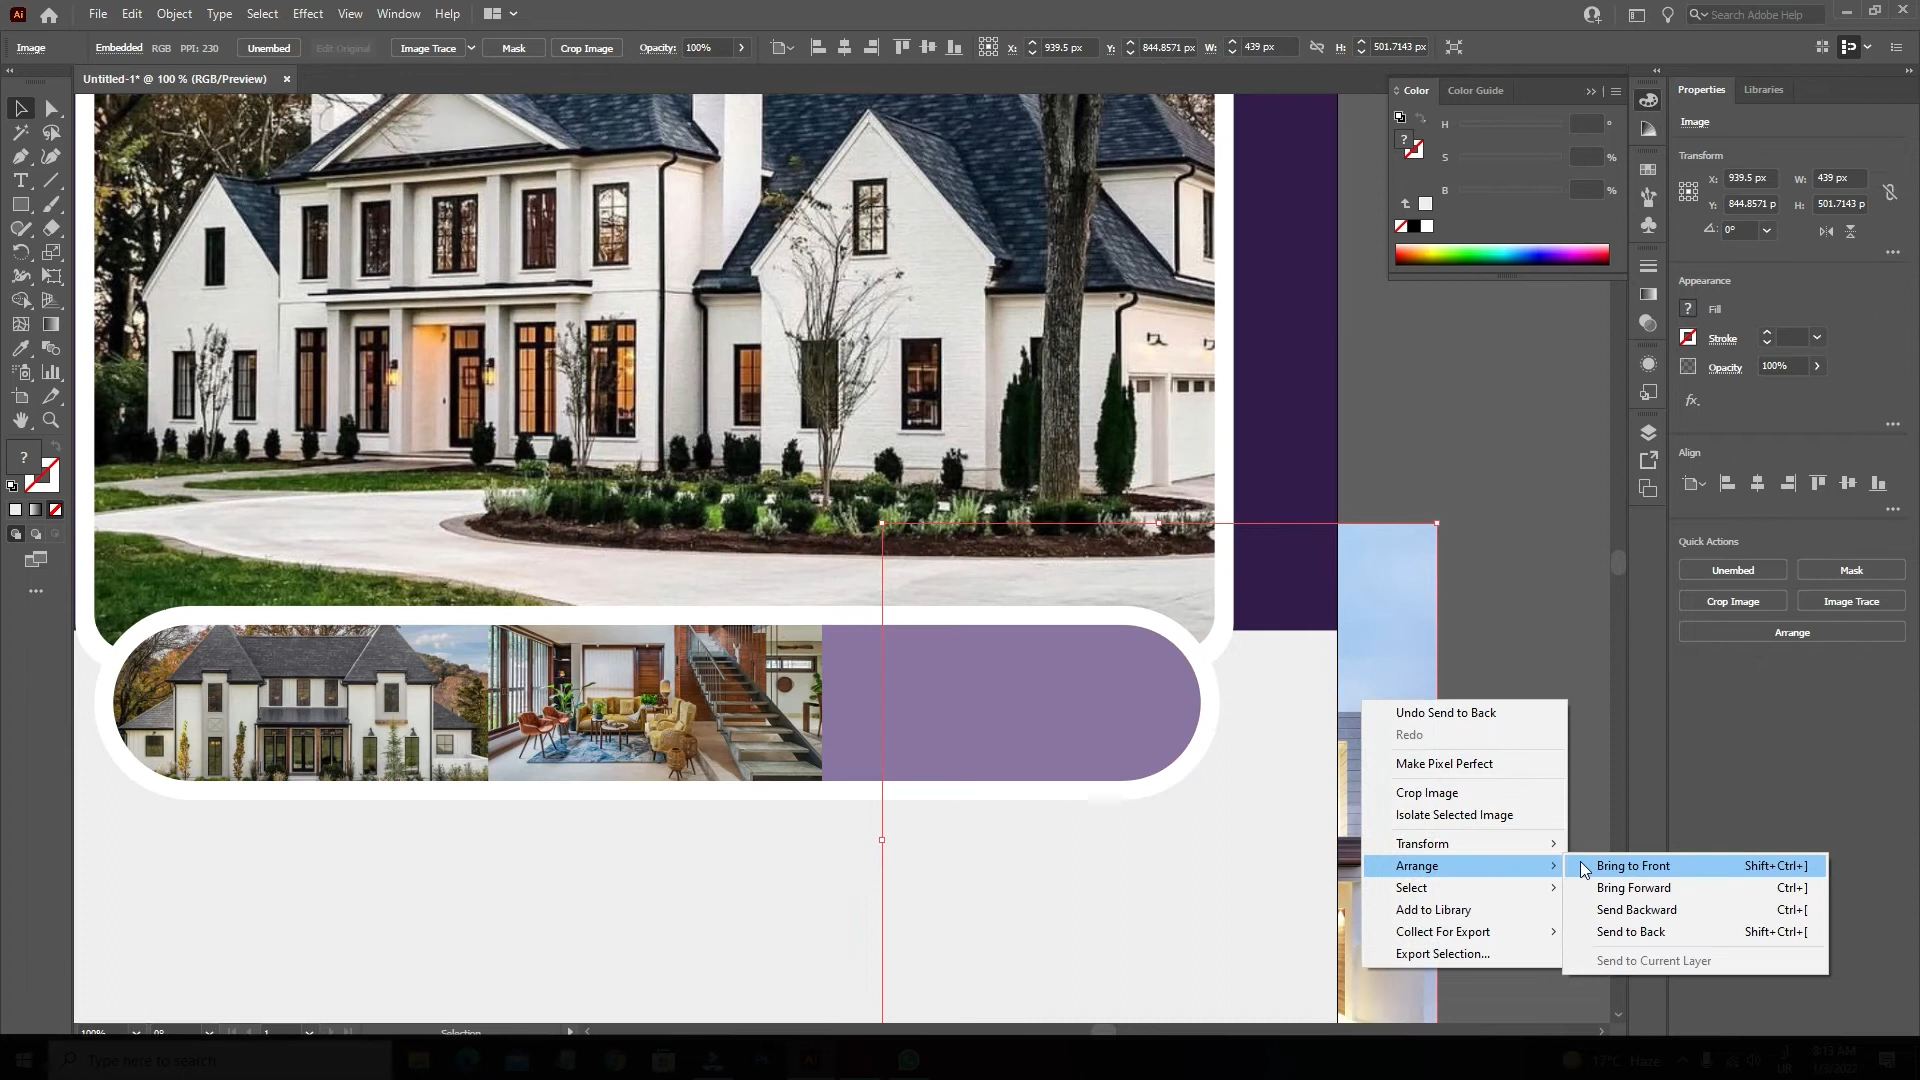 Ai File Edit Object Type Select Effect View Window Help Search Adobe Help
Image Embedded RGB PPI: 230 Unembed Edit Original Image Trace Mask Crop Image Opacity: 100% X: 939.5 px Y: 844.8571 px W: 439 px H: 501.7143 px
Untitled-1* @ 100 % (RGB/Preview)
Color Color Guide
H °
S %
B %
Properties Libraries
Image
Transform
X: 939.5 px W: 439 px
Y: 844.8571 p H: 501.7143 p
0°
Appearance
? Fill
Stroke
Opacity 100%
fx.
Align
Quick Actions
Unembed Mask
Crop Image Image Trace
Arrange
Undo Send to Back
Redo
Make Pixel Perfect
Crop Image
Isolate Selected Image
Transform
Arrange
Select
Add to Library
Collect For Export
Export Selection...
Bring to Front Shift+Ctrl+]
Bring Forward Ctrl+]
Send Backward Ctrl+[
Send to Back Shift+Ctrl+[
Send to Current Layer
100% 0° 1 Selection
Type here to search
17°C Haze
8:13 AM
1/3/2022